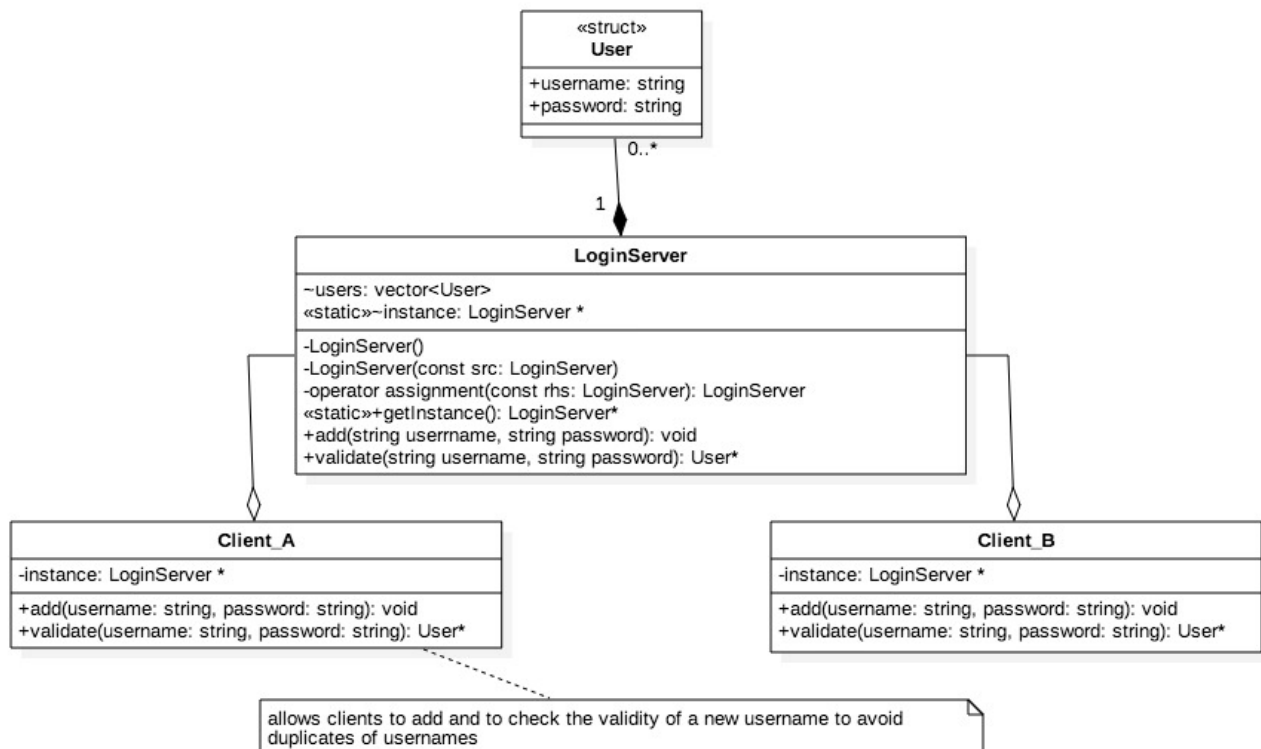 «struct»
User
+username: string
+password: string
0..*
1
LoginServer
~users: vector<User>
«static»~instance: LoginServer *
-LoginServer()
-LoginServer(const src: LoginServer)
-operator assignment(const rhs: LoginServer): LoginServer
«static»+getInstance(): LoginServer*
+add(string userrname, string password): void
+validate(string username, string password): User*
Client_A
-instance: LoginServer *
+add(username: string, password: string): void
+validate(username: string, password: string): User*
Client_B
-instance: LoginServer *
+add(username: string, password: string): void
+validate(username: string, password: string): User*
allows clients to add and to check the validity of a new username to avoid
duplicates of usernames